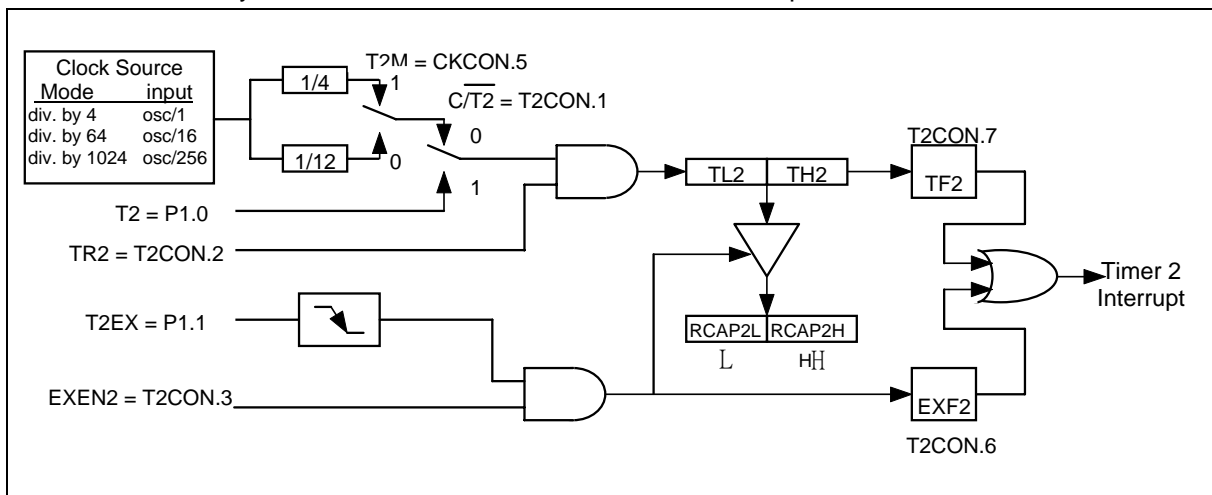 Clock Source
Mode input
div. by 4 osc/1
div. by 64 osc/16
div. by 1024 osc/256
1/4
1/12
T2M = CKCON.5
1
0
C/T2 = T2CON.1
0
1
T2 = P1.0
TR2 = T2CON.2
TL2 TH2
T2CON.7
TF2
Timer 2
Interrupt
T2EX = P1.1
RCAP2L RCAP2H
L HH
EXEN2 = T2CON.3
EXF2
T2CON.6